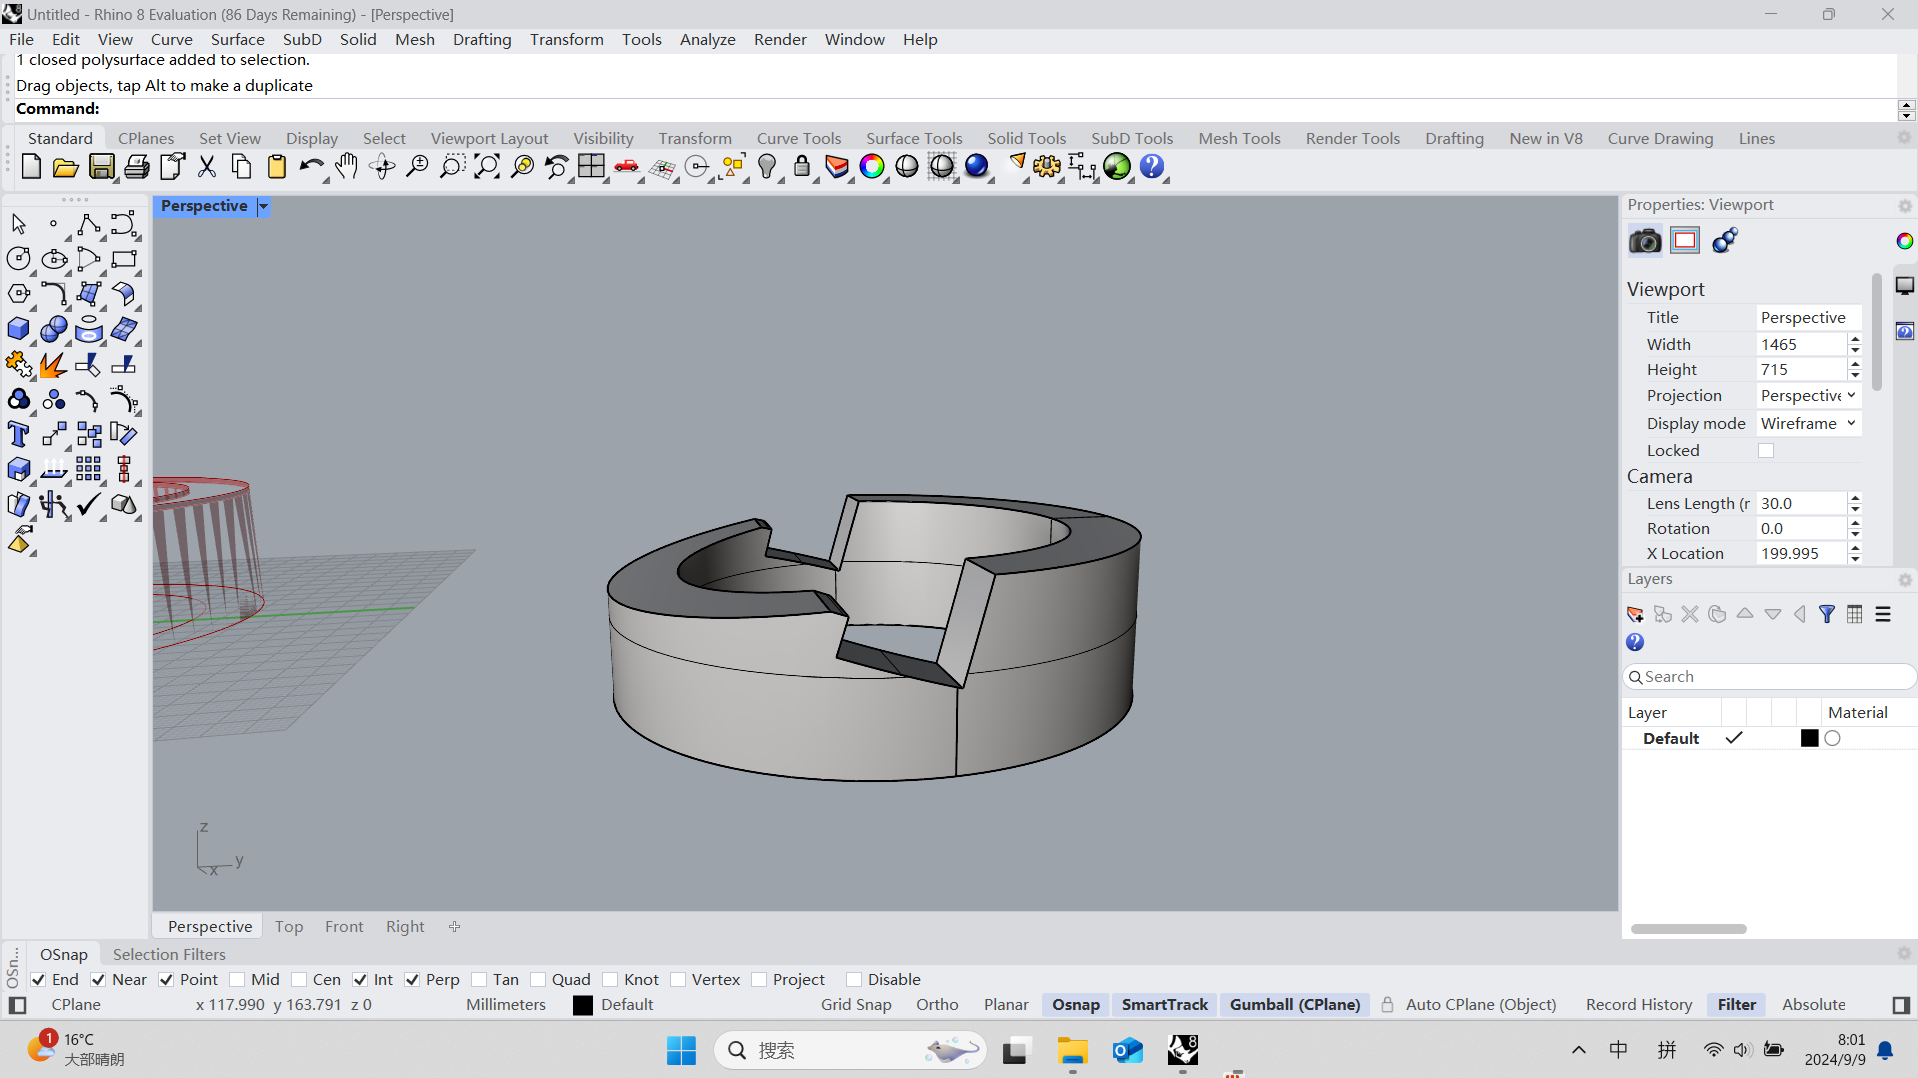 Untitled - Rhino 8 Evaluation (86 Days Remaining) - [Perspective]
File Edit View Curve Surface SubD Solid Mesh Drafting Transform Tools Analyze Render Window Help
1 closed polysurface added to selection.
Drag objects, tap Alt to make a duplicate
Command:
Standard CPlanes Set View Display Select Viewport Layout Visibility Transform Curve Tools Surface Tools Solid Tools SubD Tools Mesh Tools Render Tools Drafting New in V8 Curve Drawing Lines
Perspective
Properties: Viewport
Viewport
Title Perspective
Width 1465
Height 715
Projection Perspective
Display mode Wireframe
Locked
Camera
Lens Length (r 30.0
Rotation 0.0
X Location 199.995
Layers
Search
Layer Material
Default
z
y
x
Perspective Top Front Right
OSnap Selection Filters
OSn...
End Near Point Mid Cen Int Perp Tan Quad Knot Vertex Project Disable
CPlane x 117.990 y 163.791 z 0 Millimeters Default Grid Snap Ortho Planar Osnap SmartTrack Gumball (CPlane) Auto CPlane (Object) Record History Filter Absolute
1
16°C
大部晴朗
搜索
8
中
拼
8:01
2024/9/9